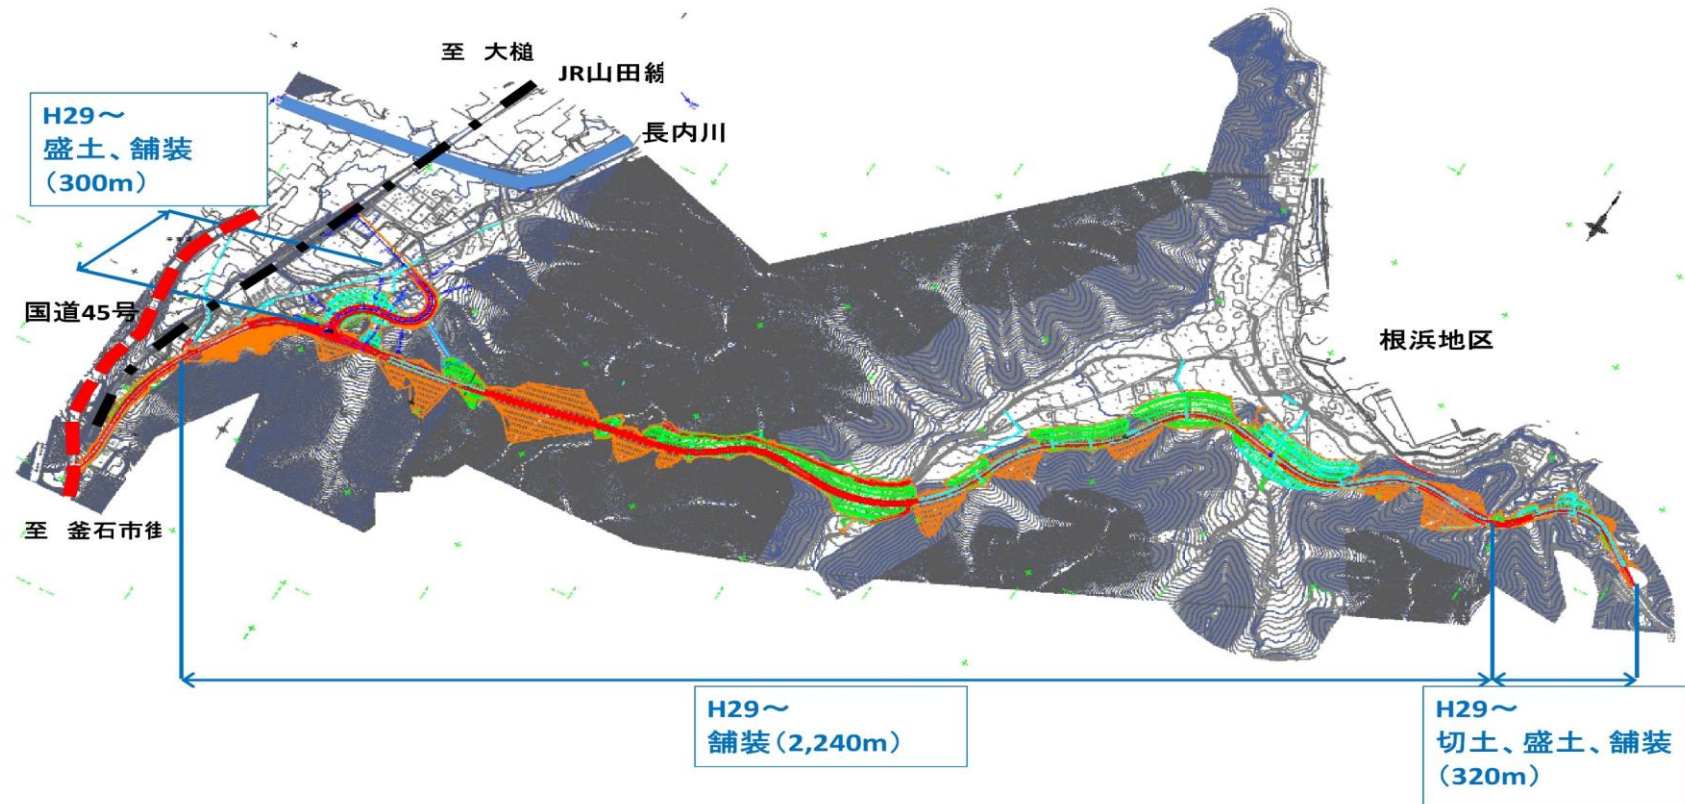 至 大槌
JR山田線
長内川
H29～
盛土、舗装
（300m）
国道45号
根浜地区
至 釜石市街
H29～
舗装（2,240m）
H29～
切土、盛土、舗装
（320m）